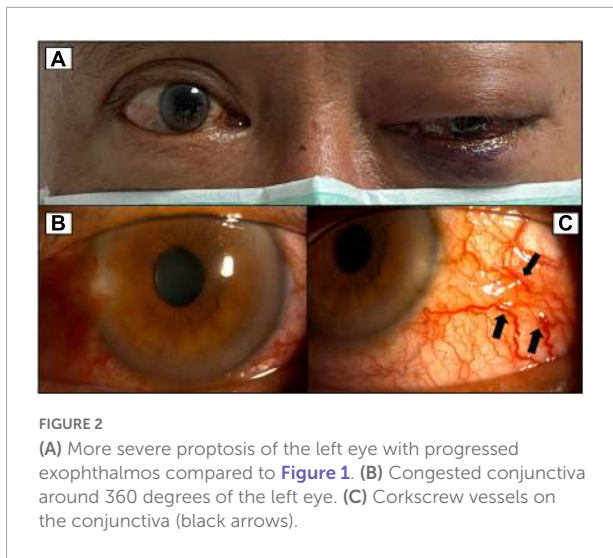 A
B
C
FIGURE 2
(A) More severe proptosis of the left eye with progressed
exophthalmos compared to Figure 1. (B) Congested conjunctiva
around 360 degrees of the left eye. (C) Corkscrew vessels on
the conjunctiva (black arrows).